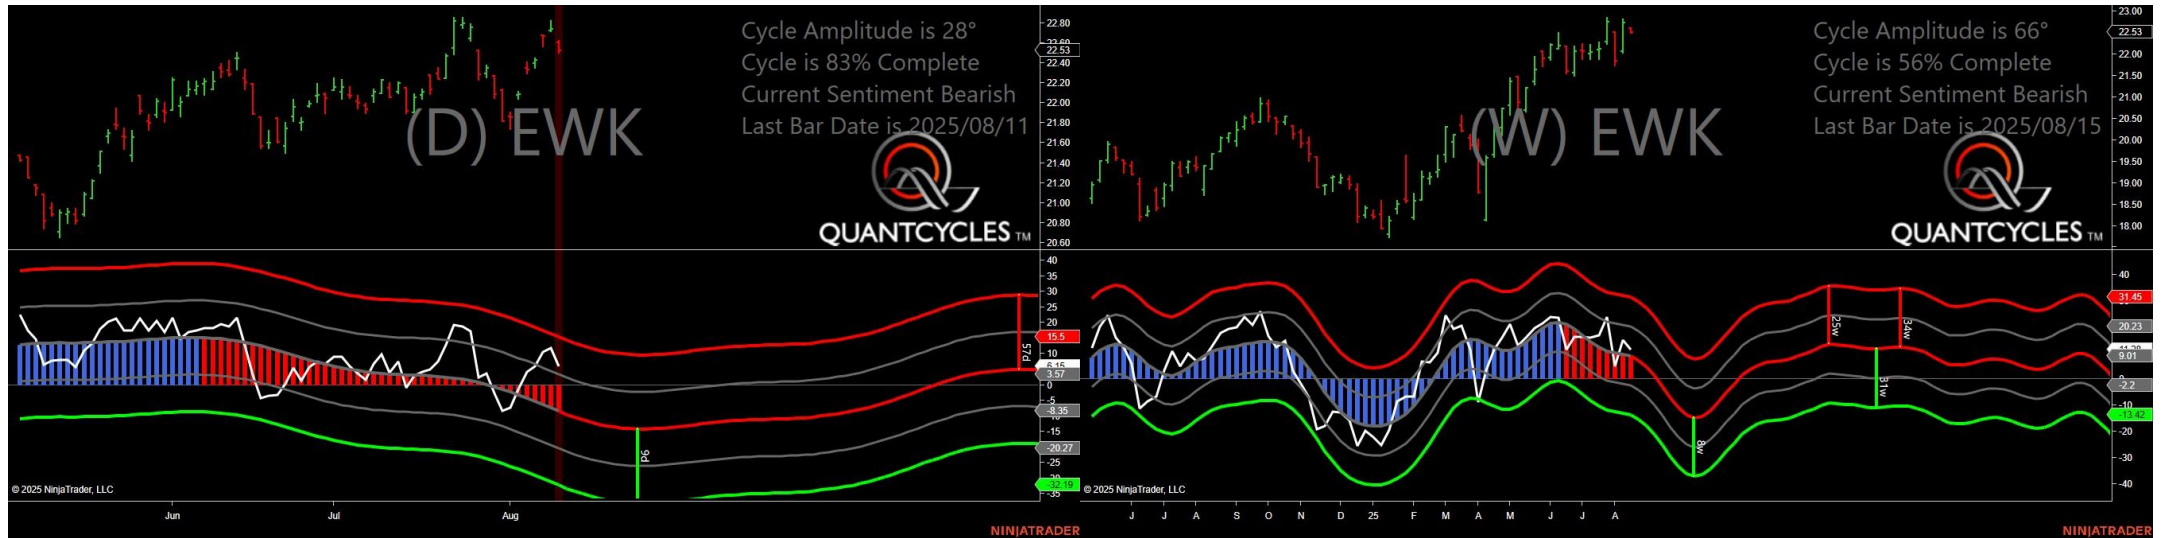 Cycle Amplitude is 28°
Cycle is 83% Complete
Current Sentiment Bearish
Last Bar Date is 2025/08/11
(D) EWK
QUANTCYCLES TM
22.80
22.60
22.53
22.40
22.20
22.00
21.80
21.60
21.40
21.20
21.00
20.80
20.60
40
35
30
25
20
15.5
10
6.15
3.57
0
-5
-8.35
-15
-20.27
-25
-32.19
-35
57d
9d
© 2025 NinjaTrader, LLC
Jun
Jul
Aug
NINJATRADER
Cycle Amplitude is 66°
Cycle is 56% Complete
Current Sentiment Bearish
Last Bar Date is 2025/08/15
(W) EWK
QUANTCYCLES TM
23.00
22.53
22.00
21.50
21.00
20.50
20.00
19.50
19.00
18.50
18.00
40
31.45
20.23
9.01
-2.2
-10
-13.42
-20
-30
-40
25w
34w
31w
8w
© 2025 NinjaTrader, LLC
J
J
A
S
O
N
D
25
F
M
A
M
J
J
A
NINJATRADER